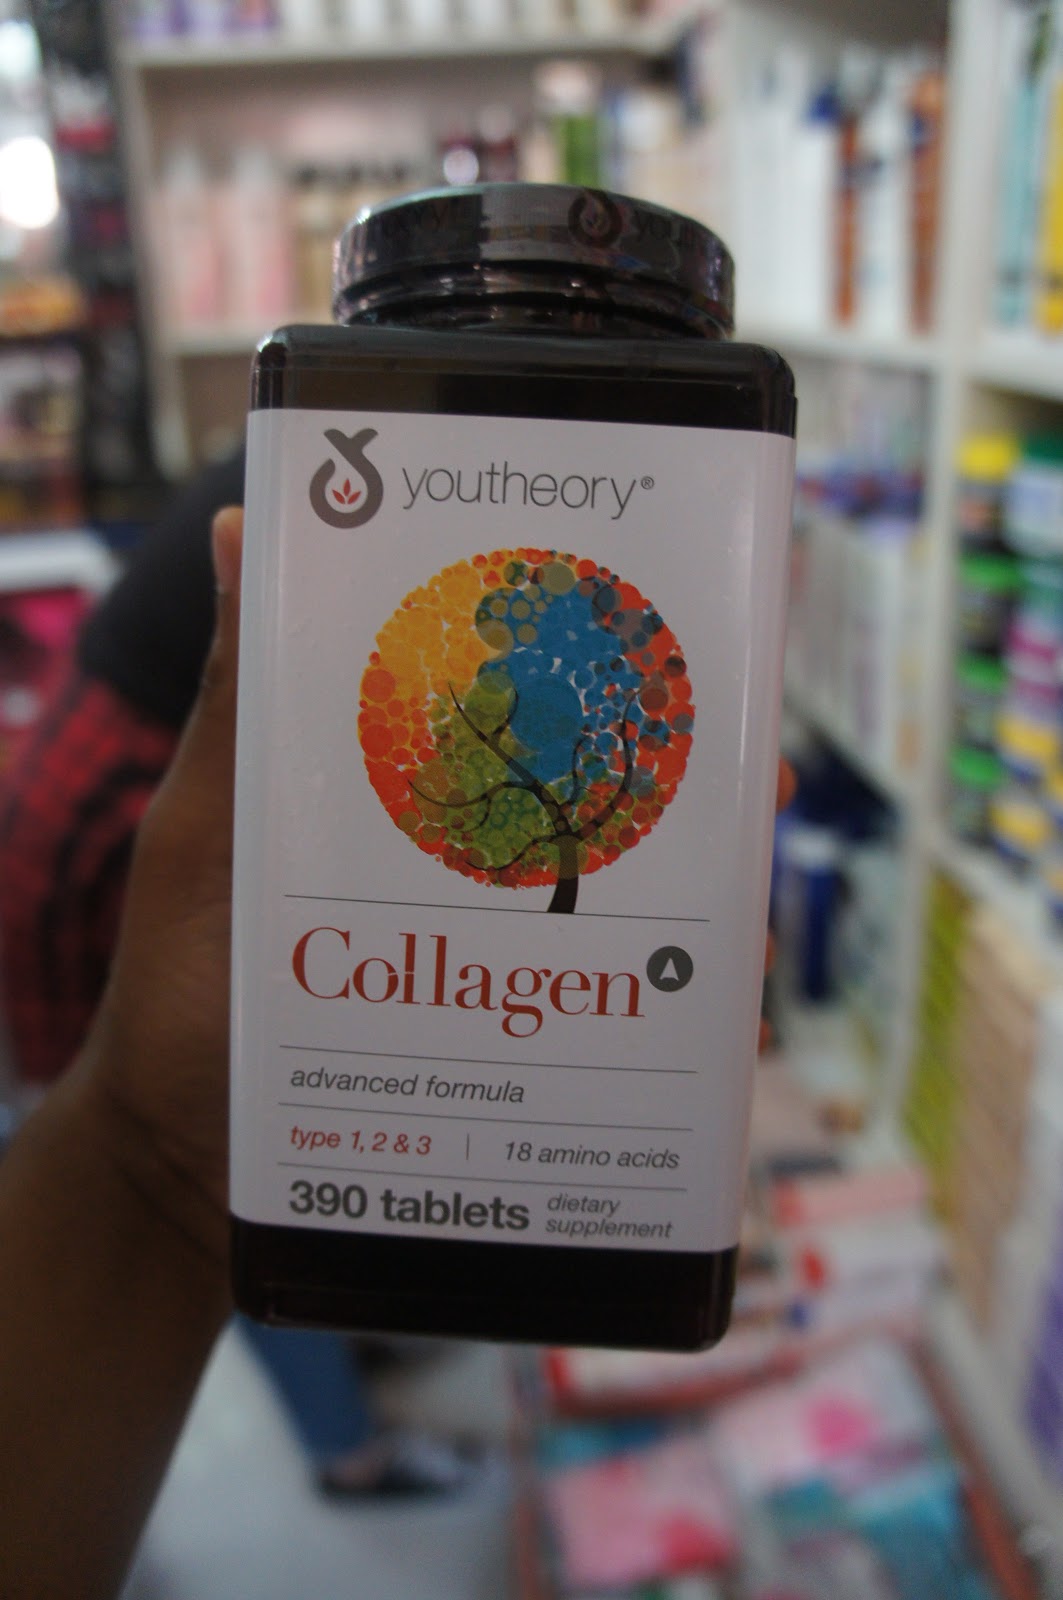 youtheory®
Collagen
advanced formula
type 1, 2 & 3 | 18 amino acids
390 tablets dietary supplement